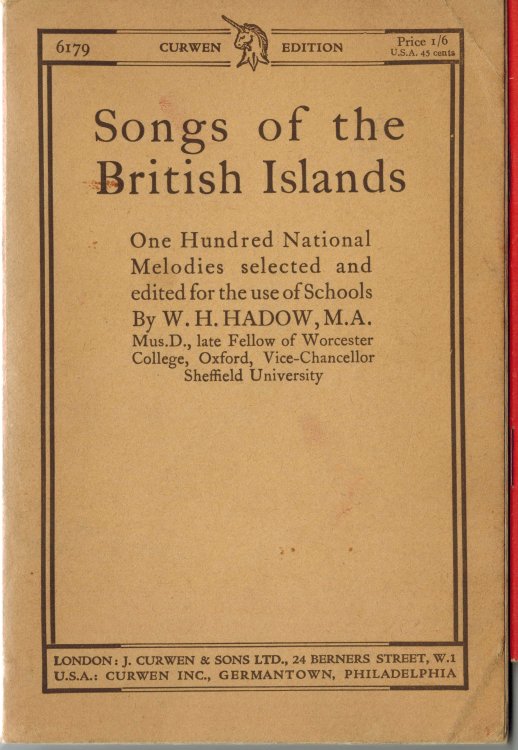 6179 CURWEN EDITION Price 1/6
U.S.A. 45 cents
Songs of the
British Islands
One Hundred National
Melodies selected and
edited for the use of Schools
By W. H. HADOW, M.A.
Mus.D., late Fellow of Worcester
College, Oxford, Vice-Chancellor
Sheffield University
LONDON: J. CURWEN & SONS LTD., 24 BERNERS STREET, W.1
U.S.A.: CURWEN INC., GERMANTOWN, PHILADELPHIA